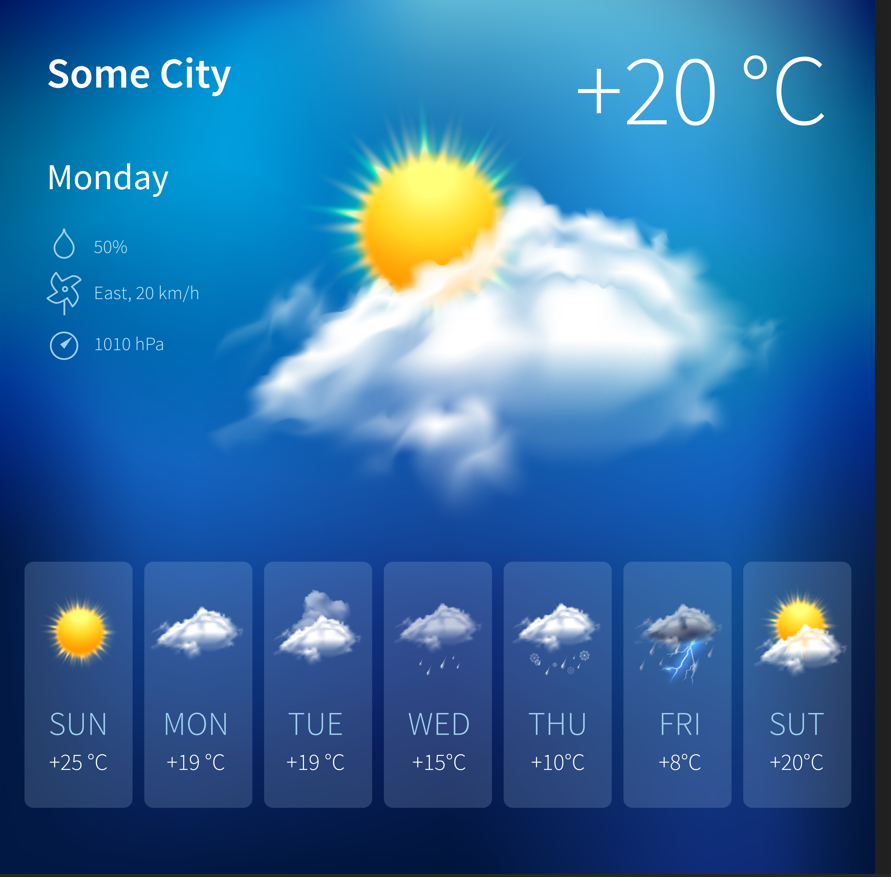 Some City
+20 °C
Monday
50%
East, 20 km/h
1010 hPa
SUN
+25 °C
MON
+19 °C
TUE
+19 °C
WED
+15°C
THU
+10°C
FRI
+8°C
SUT
+20°C